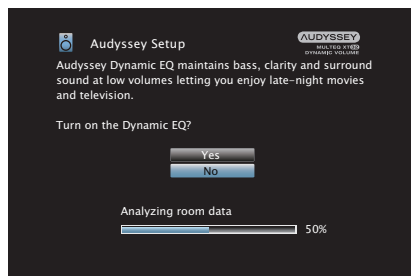 Audyssey Setup
AUDYSSEY
MULTEQ XT32
DYNAMIC VOLUME
Audyssey Dynamic EQ maintains bass, clarity and surround
sound at low volumes letting you enjoy late-night movies
and television.
Turn on the Dynamic EQ?
Yes
No
Analyzing room data
50%